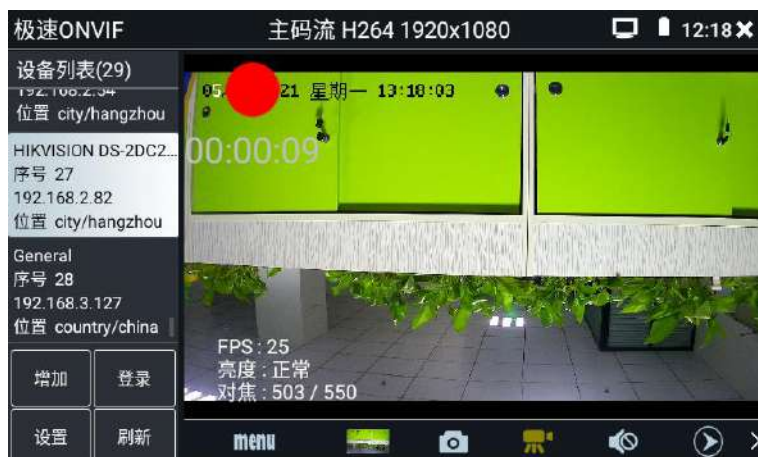 极速ONVIF
主码流 H264 1920x1080
12:18
设备列表(29)
192.168.2.34
位置 city/hangzhou
HIKVISION DS-2DC2...
序号 27
192.168.2.82
位置 city/hangzhou
General
序号 28
192.168.3.127
位置 country/china
增加
登录
设置
刷新
21 星期一 13:18:03
00:00:09
FPS : 25
亮度 : 正常
对焦 : 503 / 550
menu